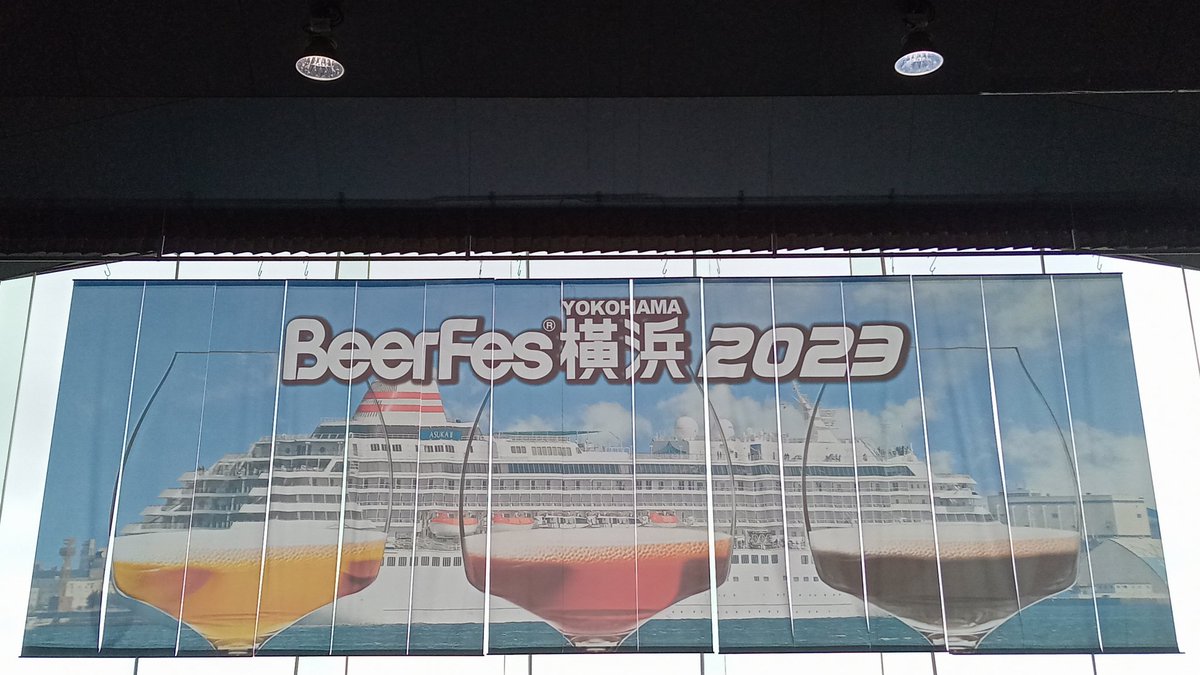 YOKOHAMA
BeerFes® 横浜 2023
ASUKA II